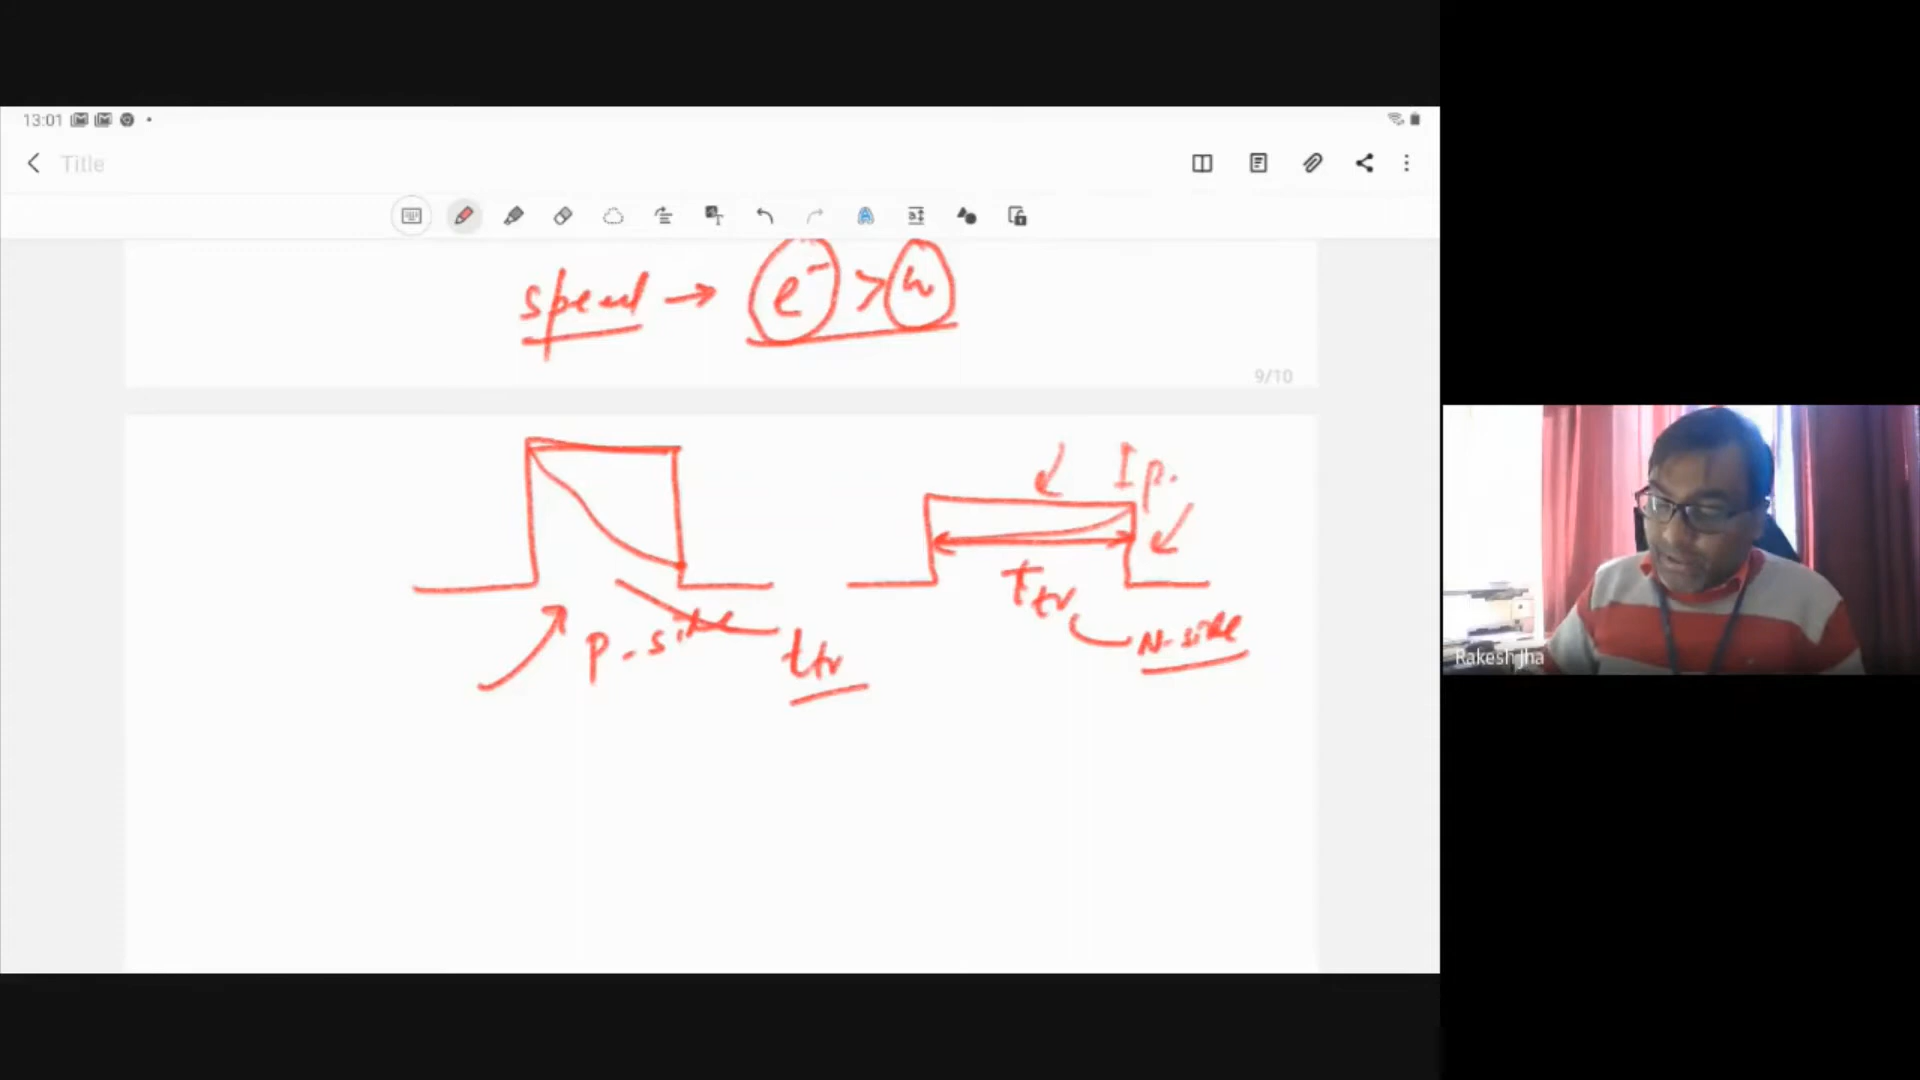 13:01
Title
speed → e⁻ > h
9/10
Ip.
ttr
P-side
ttr
N-side
Rakesh Jha